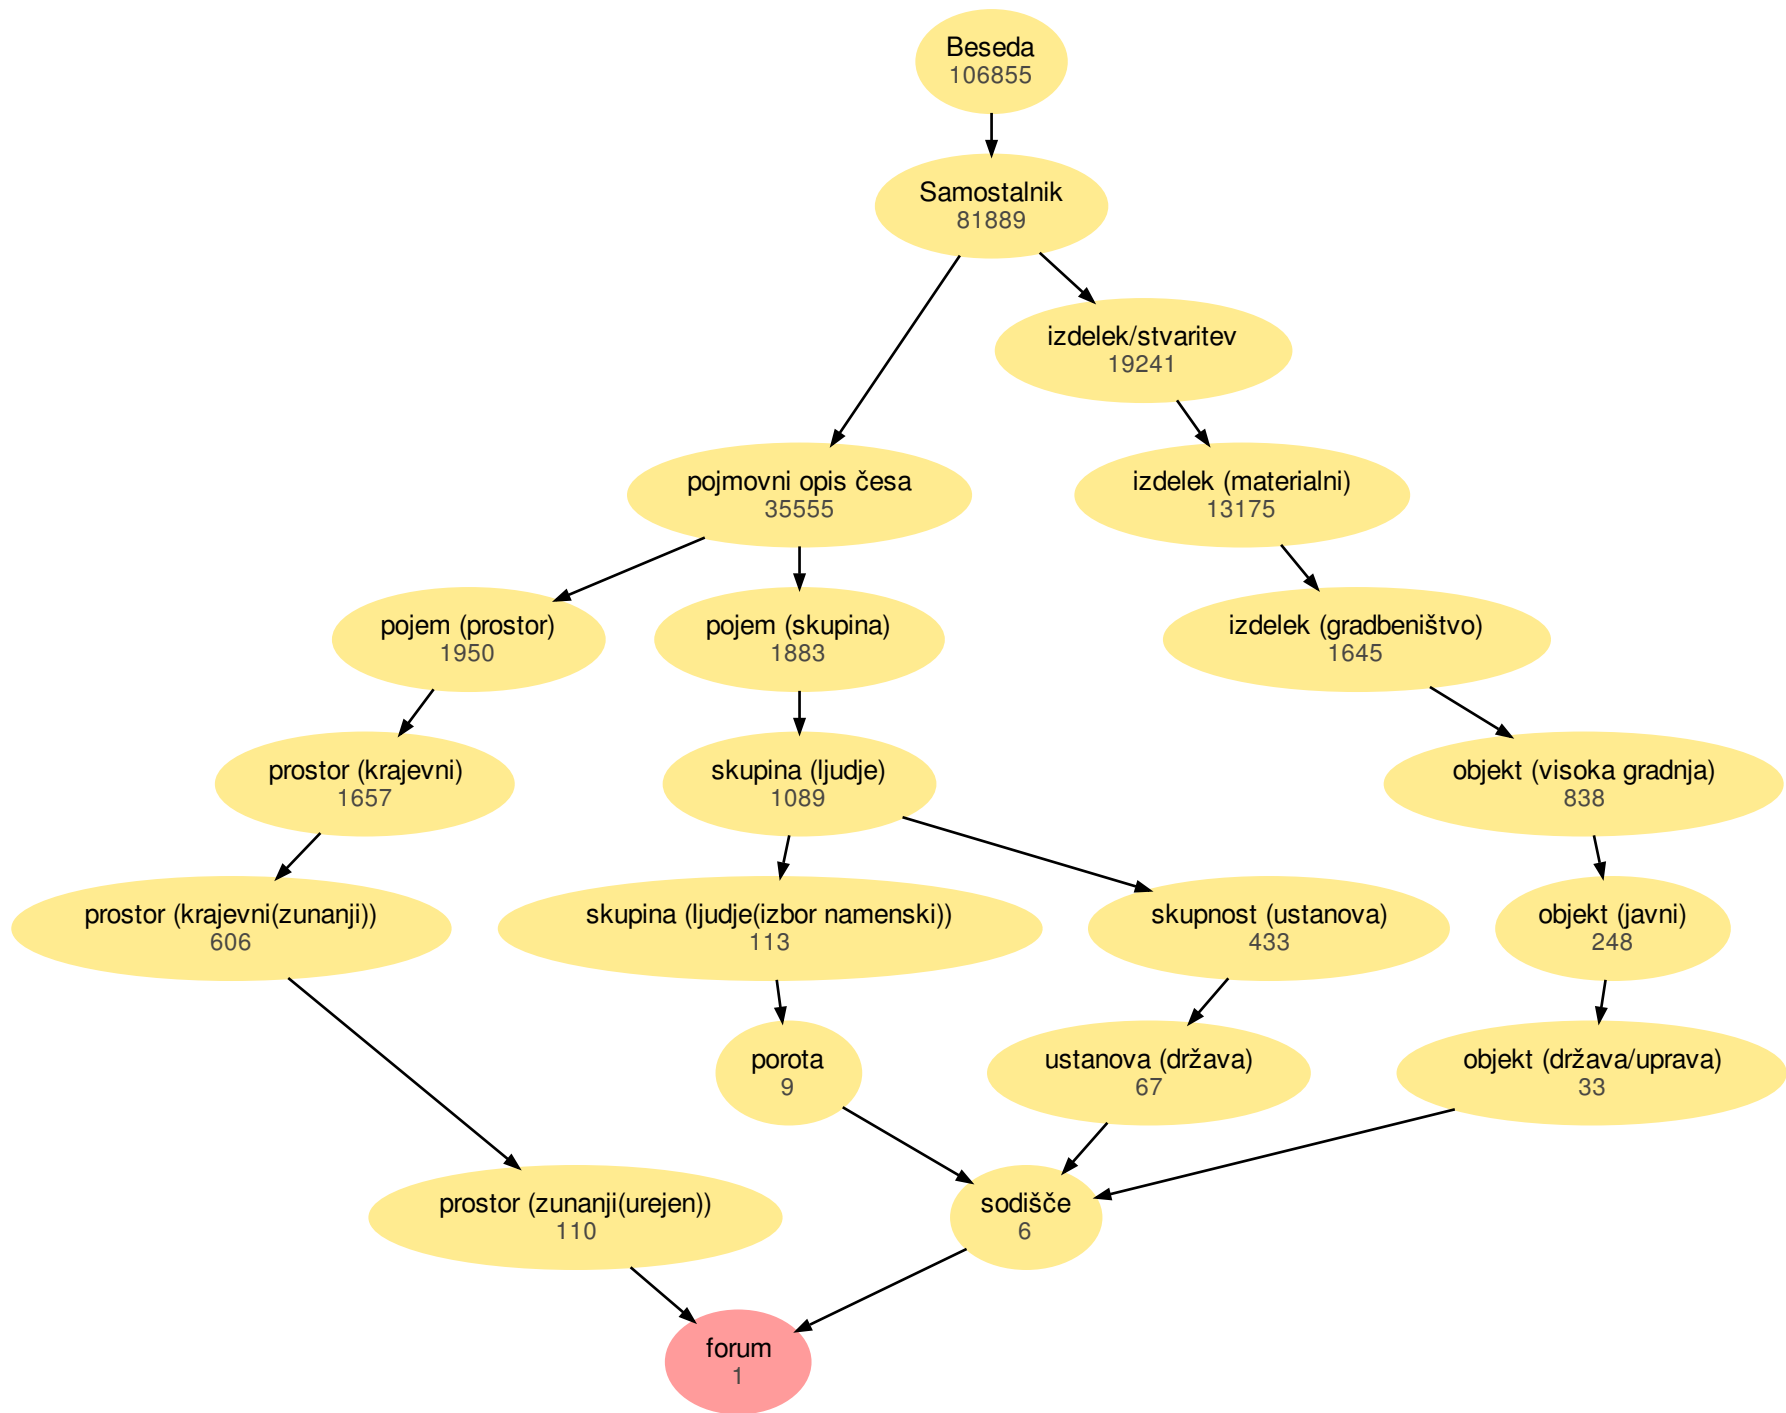 Beseda
106855
Samostalnik
81889
izdelek/stvaritev
19241
pojmovni opis česa
35555
izdelek (materialni)
13175
pojem (prostor)
1950
pojem (skupina)
1883
izdelek (gradbeništvo)
1645
prostor (krajevni)
1657
skupina (ljudje)
1089
objekt (visoka gradnja)
838
prostor (krajevni(zunanji))
606
skupina (ljudje(izbor namenski))
113
skupnost (ustanova)
433
objekt (javni)
248
porota
9
ustanova (država)
67
objekt (država/uprava)
33
prostor (zunanji(urejen))
110
sodišče
6
forum
1